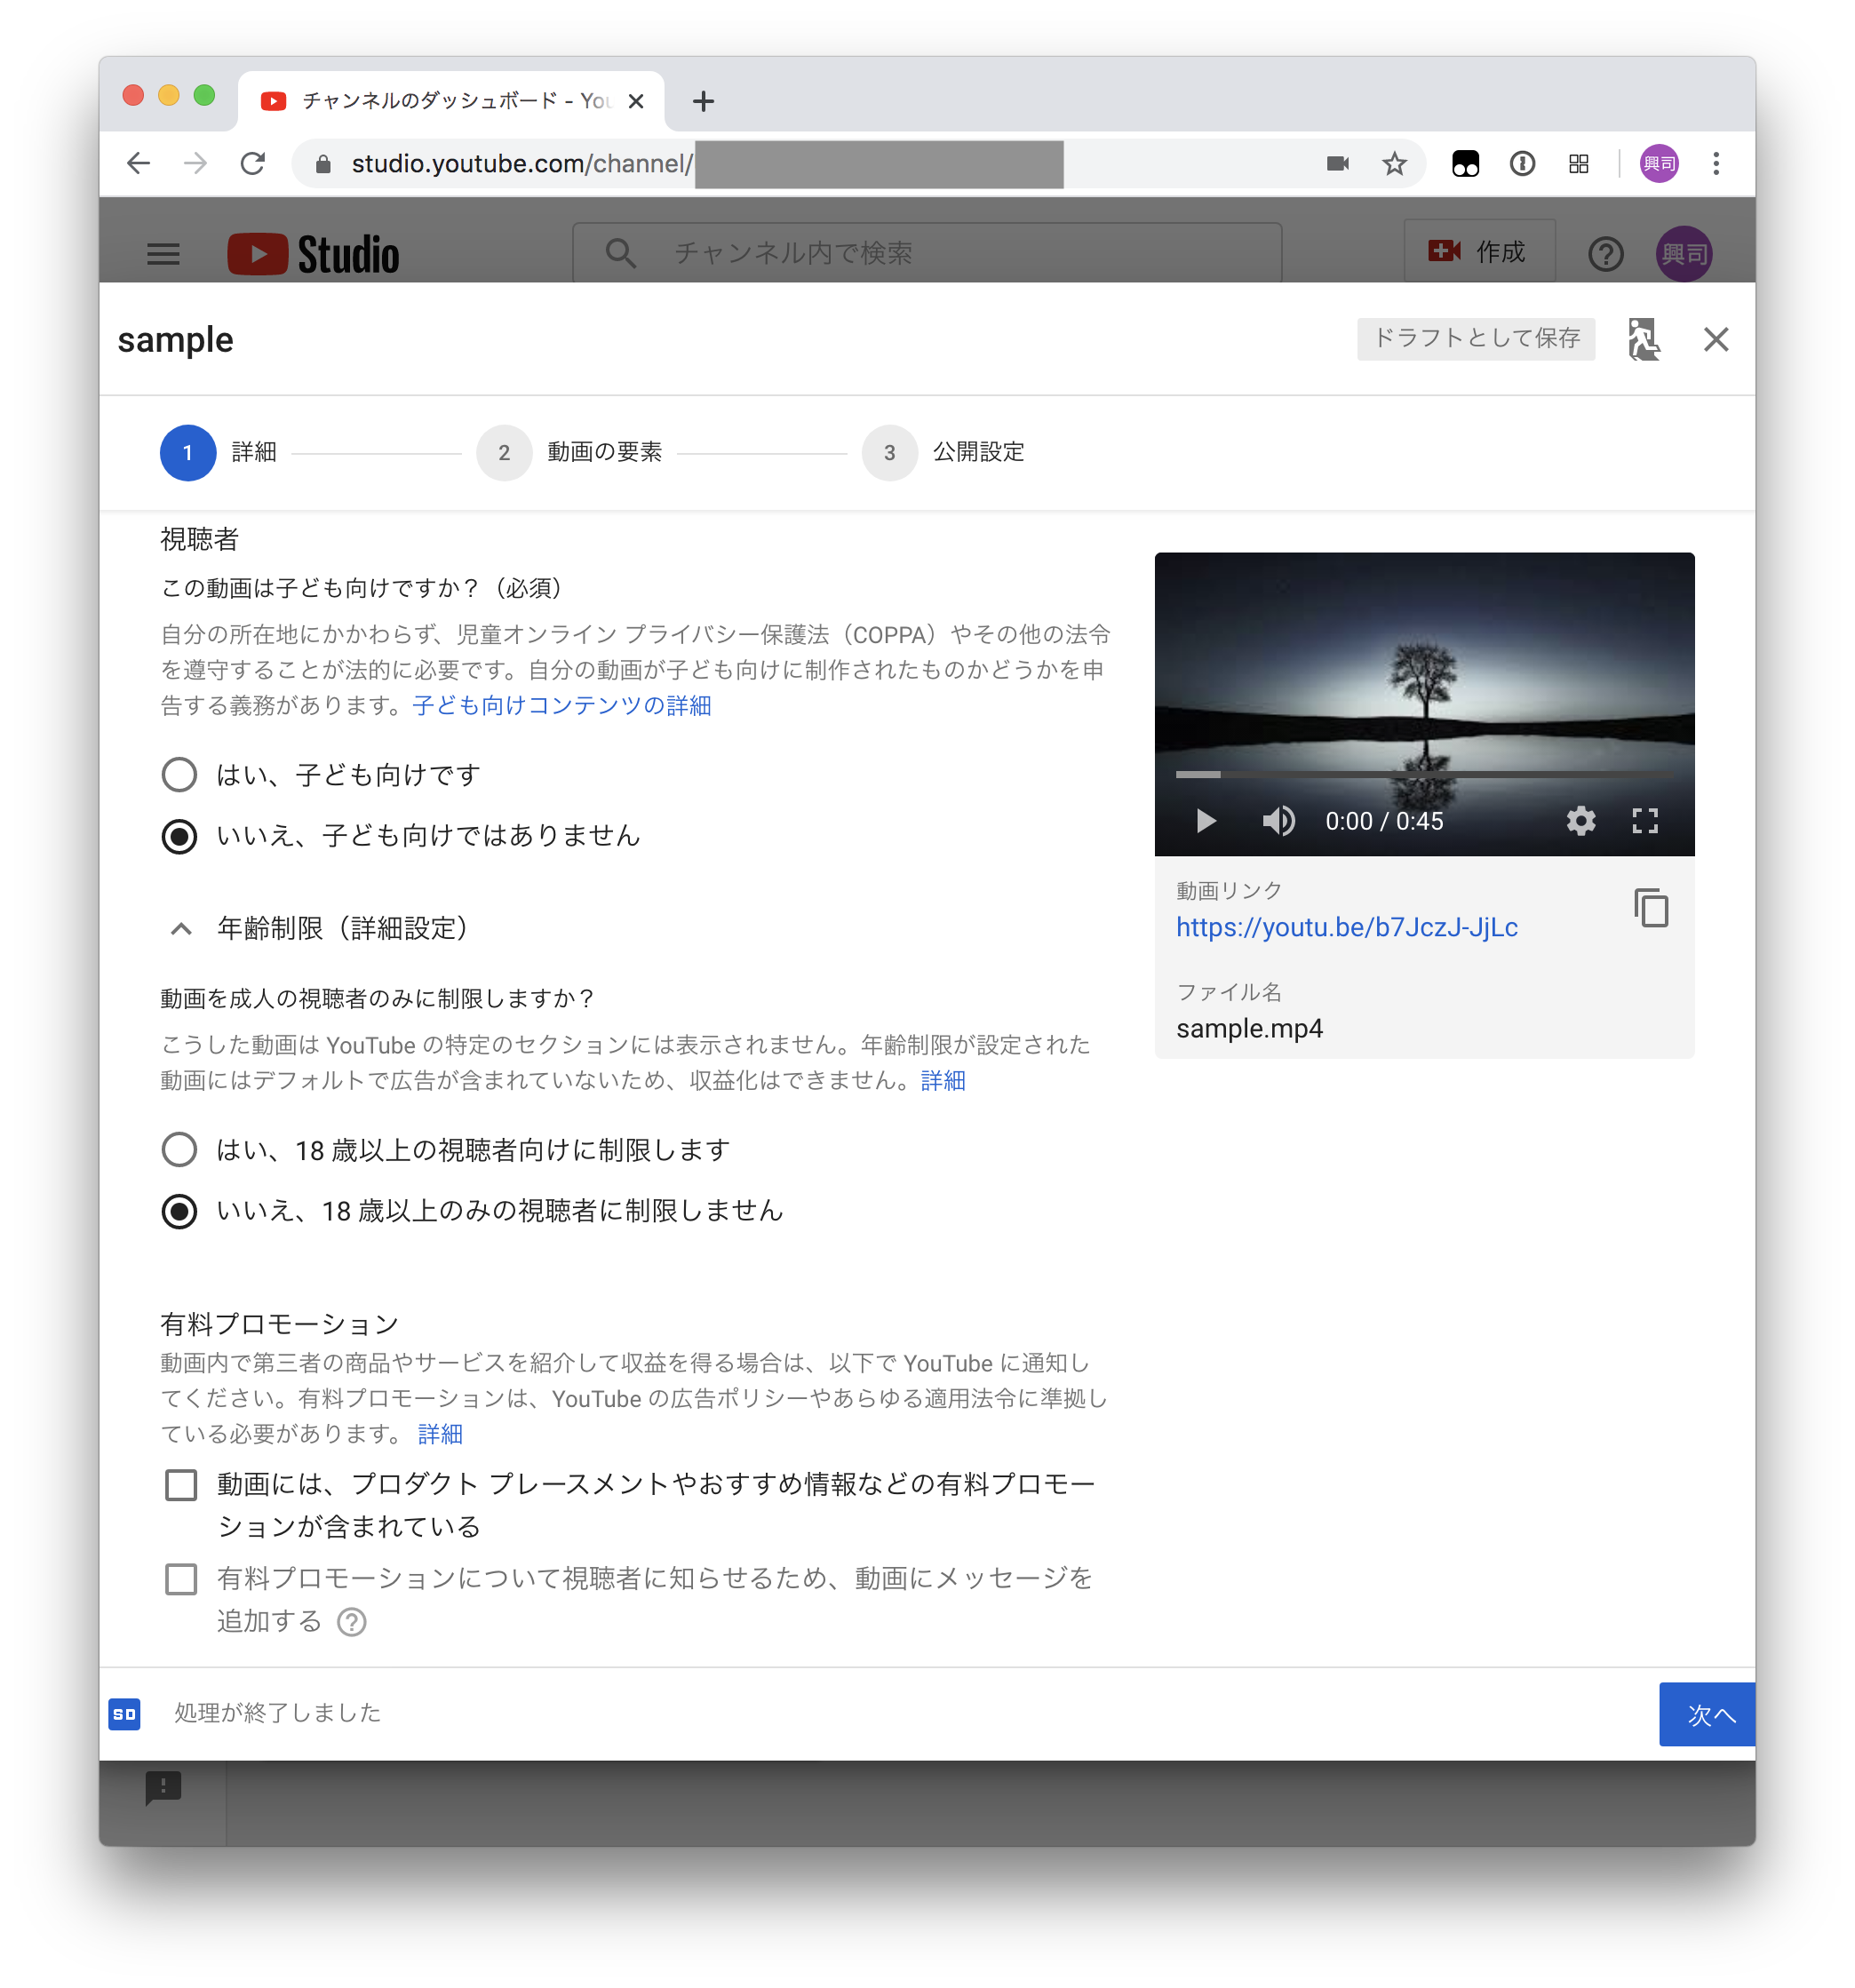 チャンネルのダッシュボード - You
studio.youtube.com/channel/
興司
Studio
チャンネル内で検索
作成
興司
sample
ドラフトとして保存
1 詳細
2 動画の要素
3 公開設定
視聴者
この動画は子ども向けですか？（必須）
自分の所在地にかかわらず、児童オンライン プライバシー保護法（COPPA）やその他の法令
を遵守することが法的に必要です。自分の動画が子ども向けに制作されたものかどうかを申
告する義務があります。子ども向けコンテンツの詳細
はい、子ども向けです
いいえ、子ども向けではありません
年齢制限（詳細設定）
動画を成人の視聴者のみに制限しますか？
こうした動画は YouTube の特定のセクションには表示されません。年齢制限が設定された
動画にはデフォルトで広告が含まれていないため、収益化はできません。詳細
はい、18 歳以上の視聴者向けに制限します
いいえ、18 歳以上のみの視聴者に制限しません
有料プロモーション
動画内で第三者の商品やサービスを紹介して収益を得る場合は、以下で YouTube に通知し
てください。有料プロモーションは、YouTube の広告ポリシーやあらゆる適用法令に準拠し
ている必要があります。 詳細
動画には、プロダクト プレースメントやおすすめ情報などの有料プロモー
ションが含まれている
有料プロモーションについて視聴者に知らせるため、動画にメッセージを
追加する
0:00 / 0:45
動画リンク
https://youtu.be/b7JczJ-JjLc
ファイル名
sample.mp4
SD
処理が終了しました
次へ